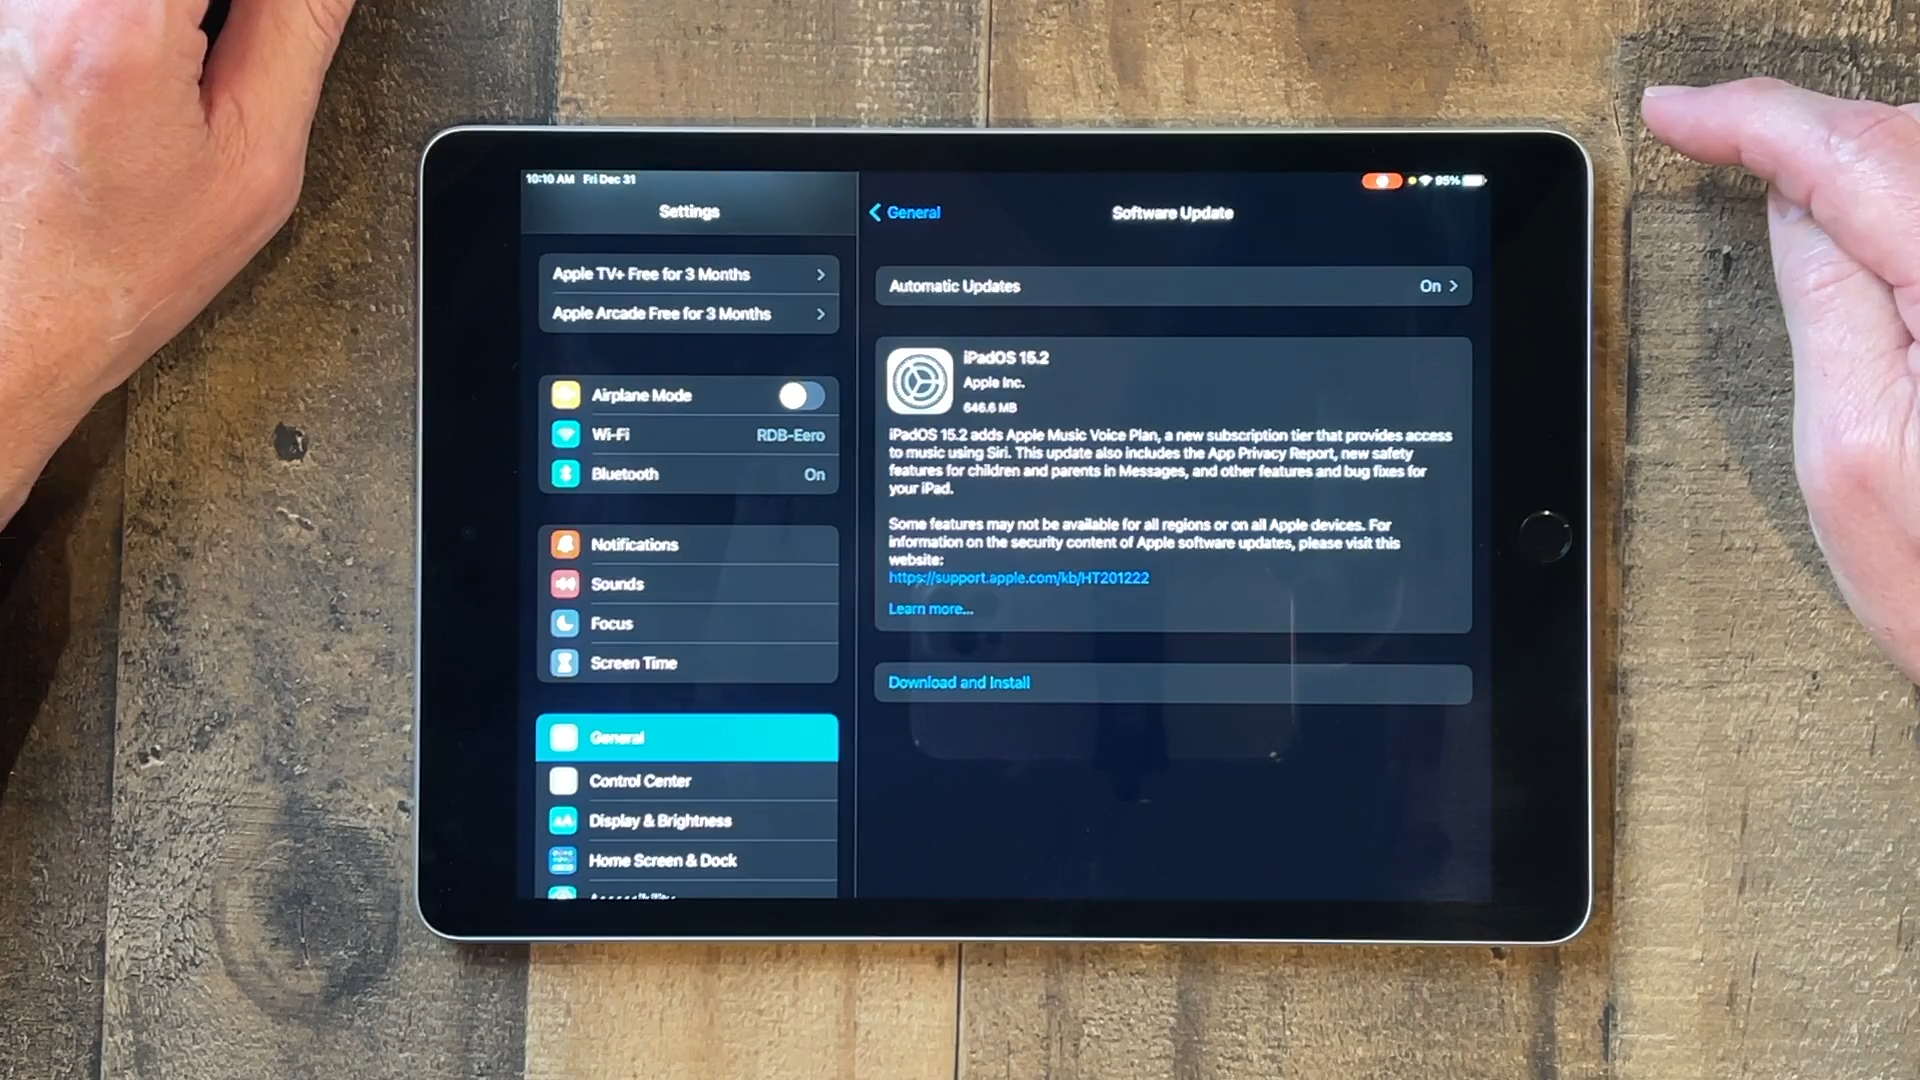 10:10 AM Fri Dec 31
95%
Settings
Apple TV+ Free for 3 Months
Apple Arcade Free for 3 Months
Airplane Mode
Wi-Fi RDB-Eero
Bluetooth On
Notifications
Sounds
Focus
Screen Time
General
Control Center
AA Display & Brightness
Home Screen & Dock
Accessibility
General
Software Update
Automatic Updates On
iPadOS 15.2
Apple Inc.
646.6 MB
iPadOS 15.2 adds Apple Music Voice Plan, a new subscription tier that provides access
to music using Siri. This update also includes the App Privacy Report, new safety
features for children and parents in Messages, and other features and bug fixes for
your iPad.
Some features may not be available for all regions or on all Apple devices. For
information on the security content of Apple software updates, please visit this
website:
https://support.apple.com/kb/HT201222
Learn more...
Download and Install